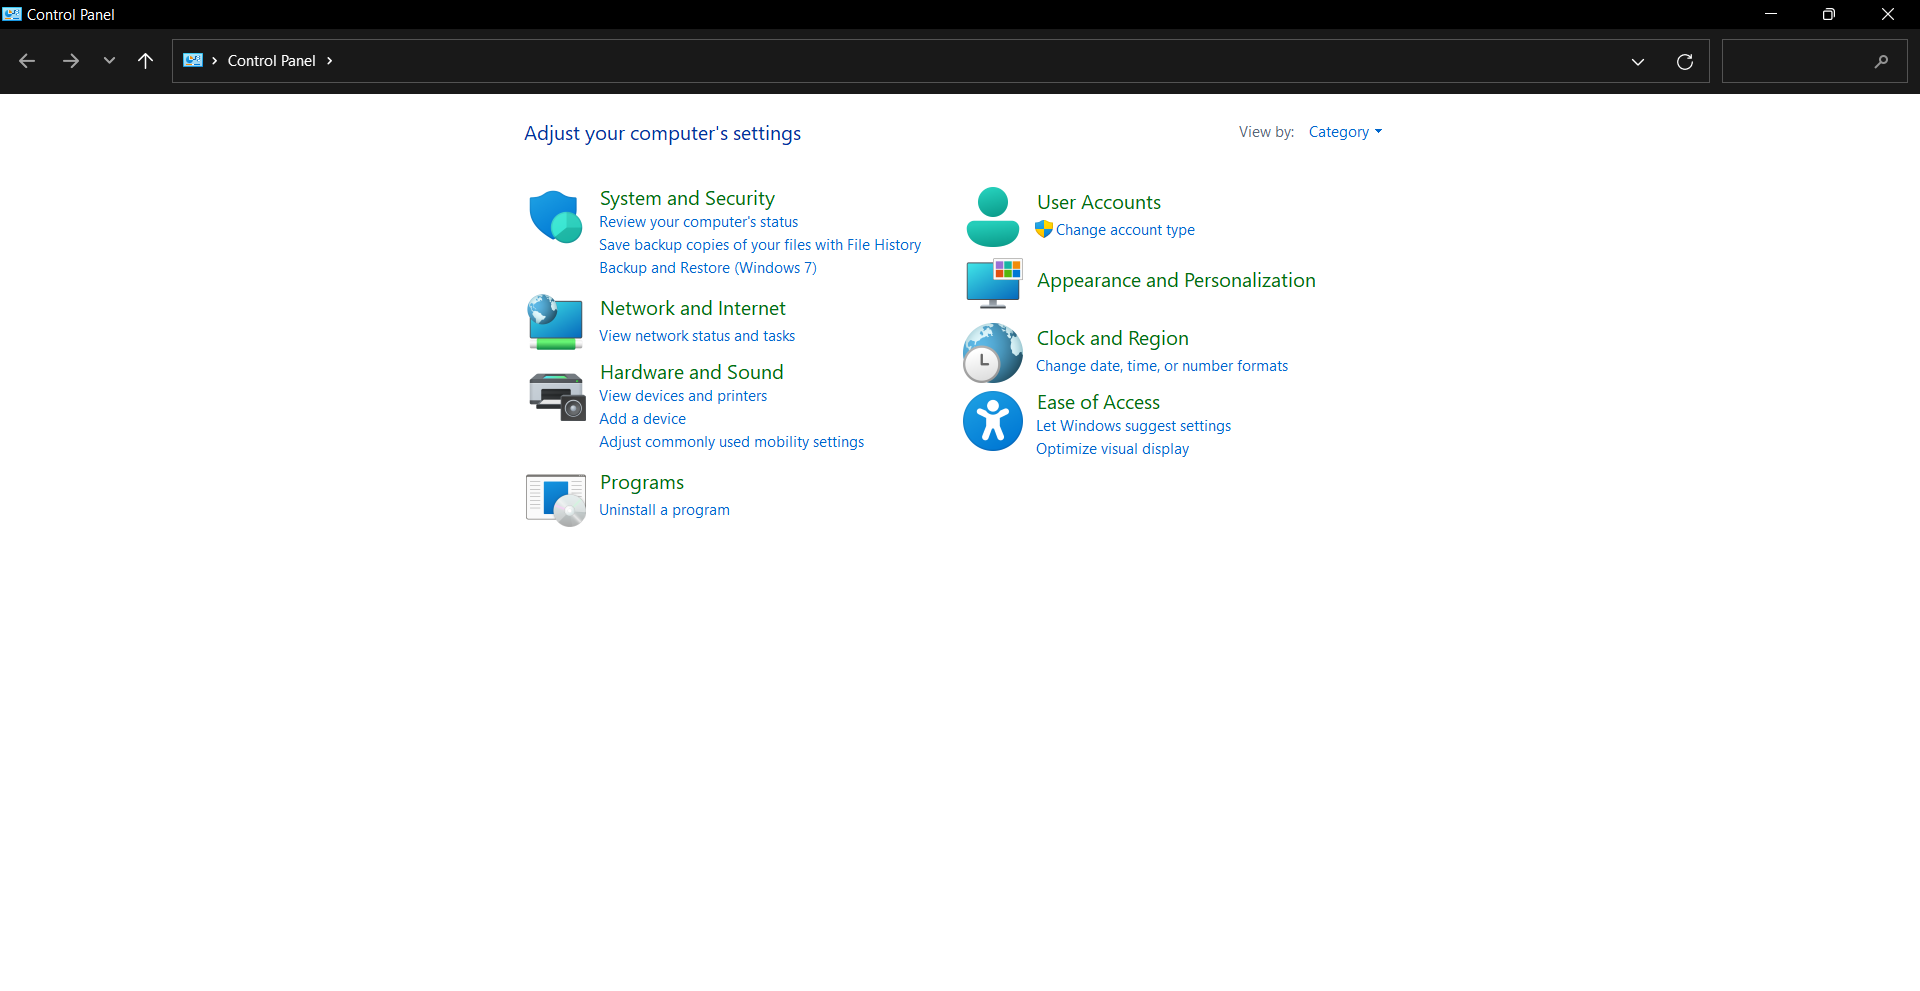 Control Panel
Control Panel
Adjust your computer's settings
View by: Category
System and Security
Review your computer's status
Save backup copies of your files with File History
Backup and Restore (Windows 7)
Network and Internet
View network status and tasks
Hardware and Sound
View devices and printers
Add a device
Adjust commonly used mobility settings
Programs
Uninstall a program
User Accounts
Change account type
Appearance and Personalization
Clock and Region
Change date, time, or number formats
Ease of Access
Let Windows suggest settings
Optimize visual display